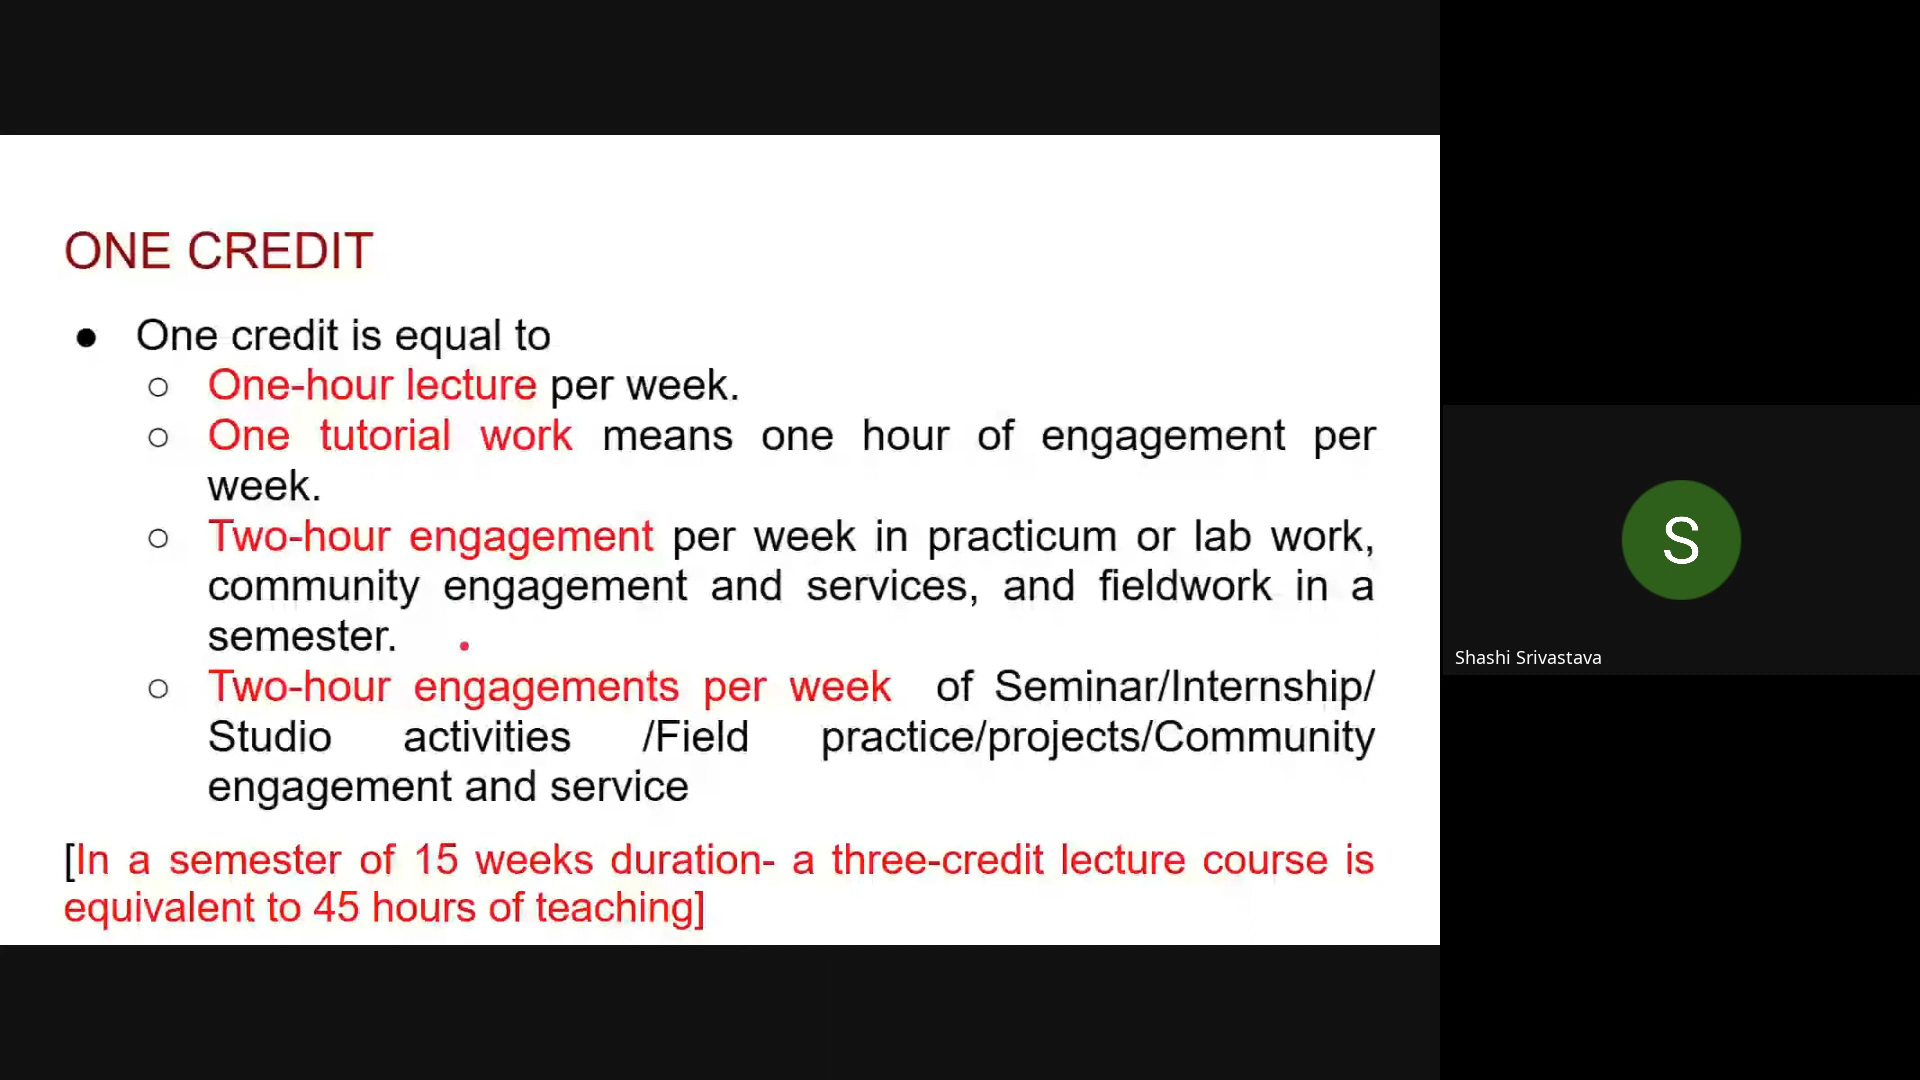 ONE CREDIT
● One credit is equal to
○ One-hour lecture per week.
○ One tutorial work means one hour of engagement per
week.
○ Two-hour engagement per week in practicum or lab work,
community engagement and services, and fieldwork in a
semester.
○ Two-hour engagements per week of Seminar/Internship/
Studio activities /Field practice/projects/Community
engagement and service
[In a semester of 15 weeks duration- a three-credit lecture course is
equivalent to 45 hours of teaching]
S
Shashi Srivastava